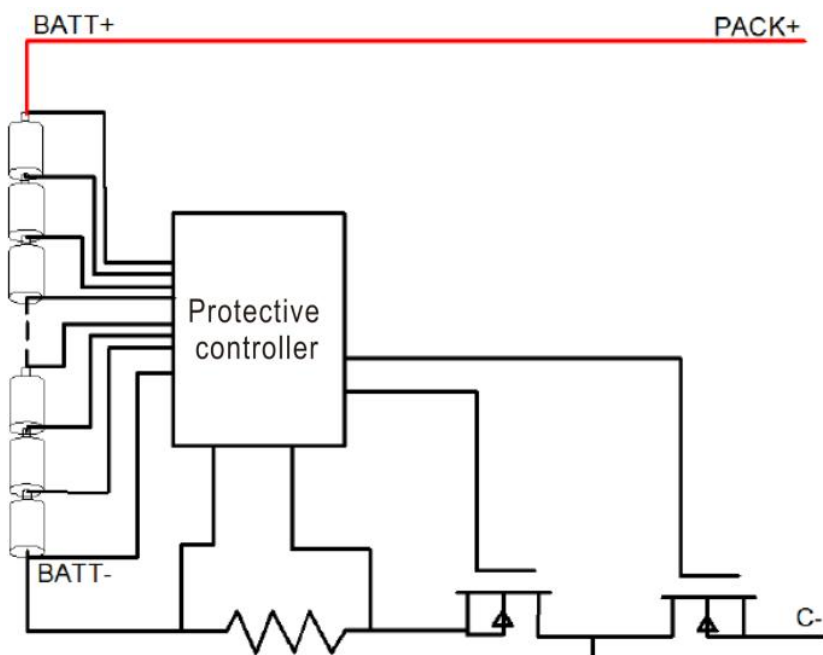 BATT+
PACK+
Protective
controller
BATT-
C-